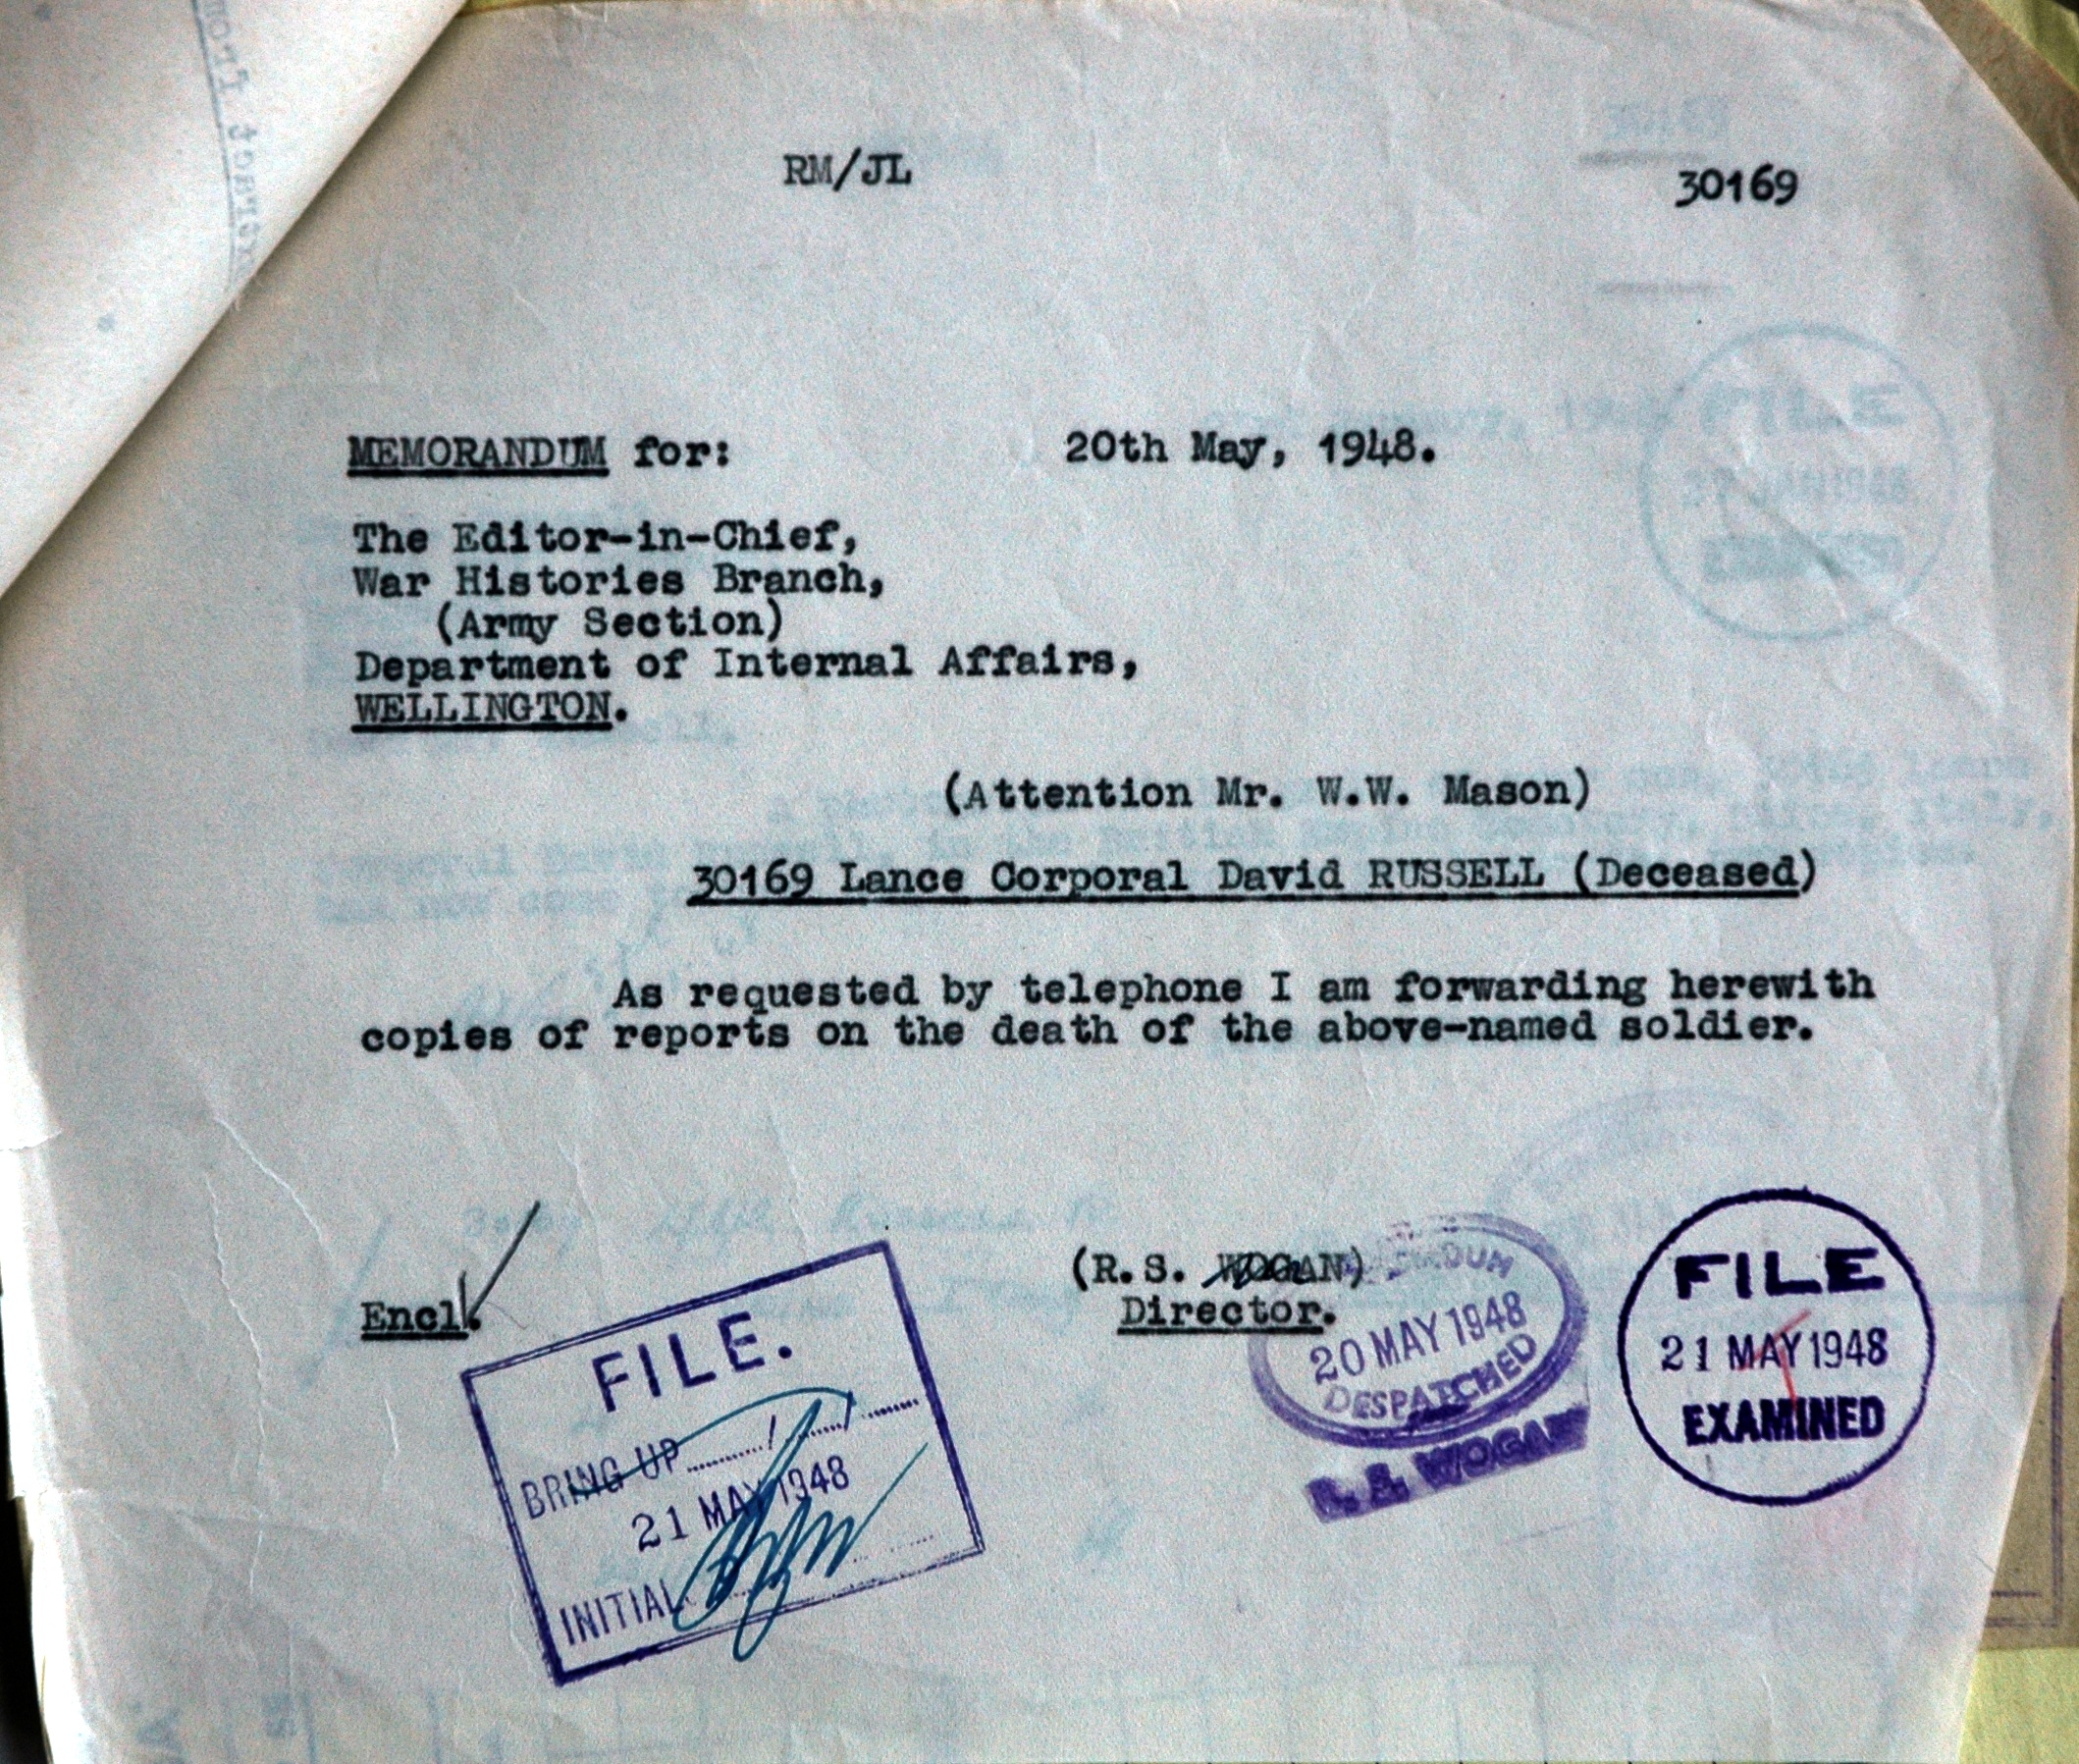 RM/JL
30169
MEMORANDUM for:
20th May, 1948.
The Editor-in-Chief,
War Histories Branch,
(Army Section)
Department of Internal Affairs,
WELLINGTON.
(Attention Mr. W.W. Mason)
30169 Lance Corporal David RUSSELL (Deceased)
As requested by telephone I am forwarding herewith
copies of reports on the death of the above-named soldier.
Encl.
(R.S. WOGAN)
Director.
FILE.
BRING UP
21 MAY 1948
INITIAL
20 MAY 1948
DESPATCHED
WOGAN
FILE
21 MAY 1948
EXAMINED
FILE